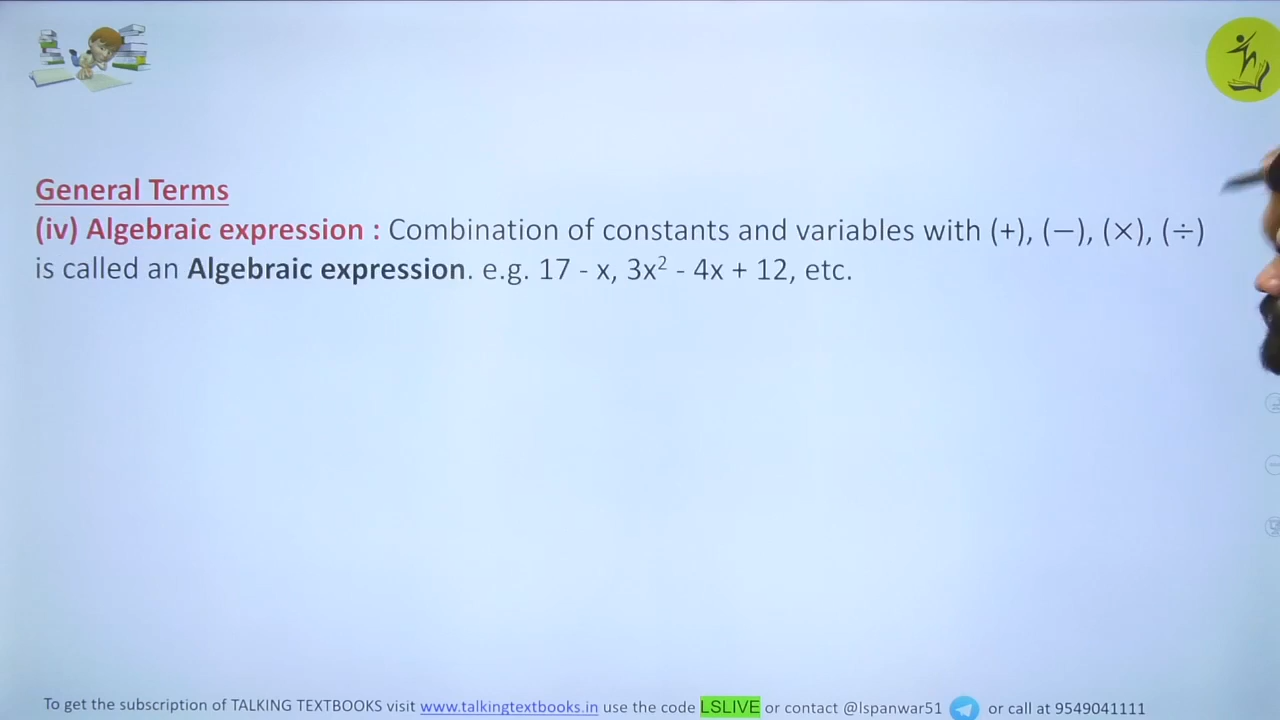 General Terms
(iv) Algebraic expression : Combination of constants and variables with (+), (−), (×), (÷)
is called an Algebraic expression. e.g. 17 - x, 3x² - 4x + 12, etc.
To get the subscription of TALKING TEXTBOOKS visit www.talkingtextbooks.in use the code LSLIVE or contact @lspanwar51 or call at 9549041111